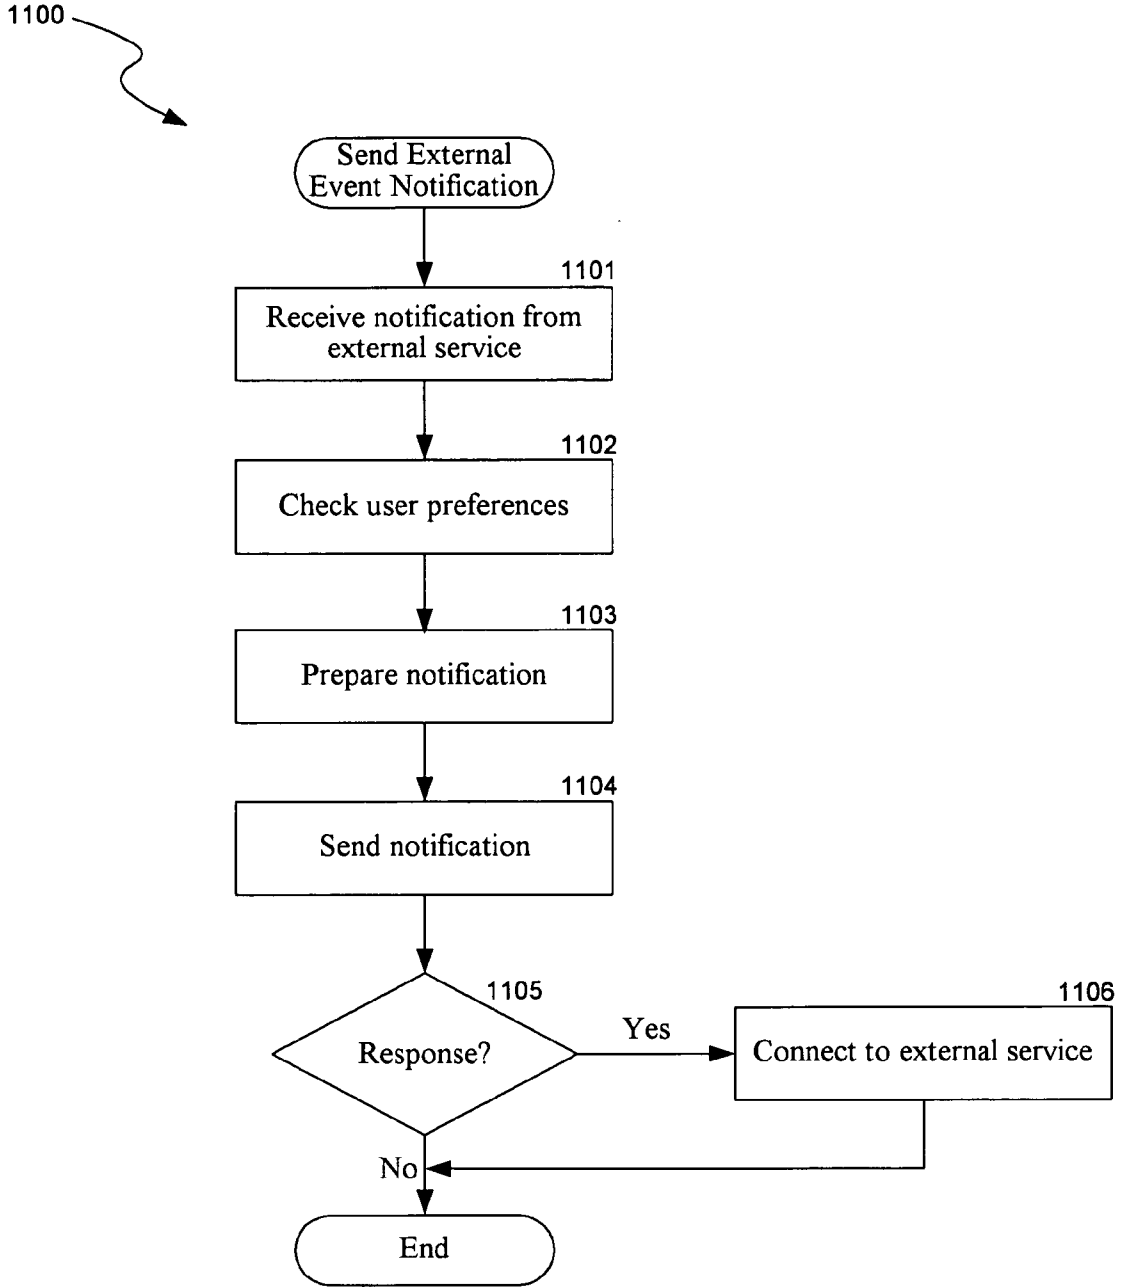 1100
Send External
Event Notification
1101
Receive notification from
external service
1102
Check user preferences
1103
Prepare notification
1104
Send notification
1105
Response?
Yes
1106
Connect to external service
No
End